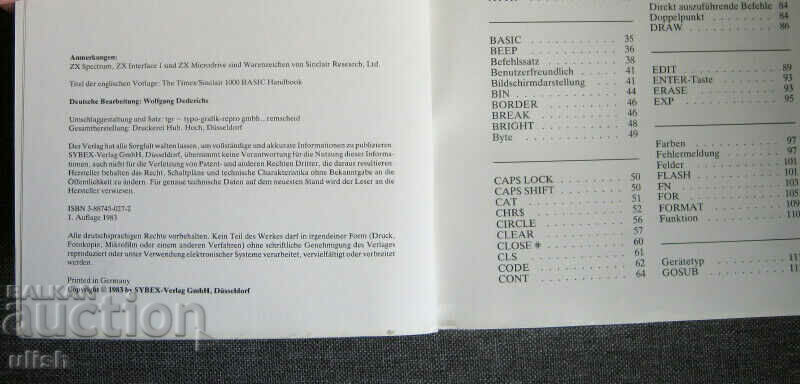 Anmerkungen:
ZX Spectrum, ZX Interface 1 und ZX Microdrive sind Warenzeichen von Sinclair Research, Ltd.
Titel der englischen Vorlage: The Timex/Sinclair 1000 BASIC Handbook
Deutsche Bearbeitung: Wolfgang Dederichs
Umschlaggestaltung und Satz: tgr – typo-grafik-repro gmbh., remscheid
Gesamtherstellung: Druckerei Hub. Hoch, Düsseldorf
Der Verlag hat alle Sorgfalt walten lassen, um vollständige und akkurate Informationen zu publizieren.
SYBEX-Verlag GmbH, Düsseldorf, übernimmt keine Verantwortung für die Nutzung dieser Informa-
tionen, auch nicht für die Verletzung von Patent- und anderen Rechten Dritter, die daraus resultieren.
Hersteller behalten das Recht, Schaltpläne und technische Charakteristika ohne Bekanntgabe an die
Öffentlichkeit zu ändern. Für genaue technische Daten auf dem neuesten Stand wird der Leser an die
Hersteller verwiesen.
ISBN 3-88745-027-2
1. Auflage 1983
Alle deutschsprachigen Rechte vorbehalten. Kein Teil des Werkes darf in irgendeiner Form (Druck,
Fotokopie, Mikrofilm oder einem anderen Verfahren) ohne schriftliche Genehmigung des Verlages
reproduziert oder unter Verwendung elektronischer Systeme verarbeitet, vervielfältigt oder verbreitet
werden.
Printed in Germany
Copyright © 1983 by SYBEX-Verlag GmbH, Düsseldorf
BASIC 35
BEEP 36
Befehlssatz 38
Benutzerfreundlich 41
Bildschirmdarstellung 41
BIN 44
BORDER 46
BREAK 46
BRIGHT 48
Byte 49
CAPS LOCK 50
CAPS SHIFT 50
CAT 51
CHR$ 52
CIRCLE 56
CLEAR 57
CLOSE # 60
CLS 61
CODE 62
CONT 64
Direkt auszuführende Befehle 84
Doppelpunkt 84
DRAW 86
EDIT 89
ENTER-Taste 93
ERASE 93
EXP 95
Farben 97
Fehlermeldung 97
Felder 101
FLASH 101
FN 103
FOR 105
FORMAT 109
Funktion 110
Gerätetyp
GOSUB
BALKAN
auction
ulish